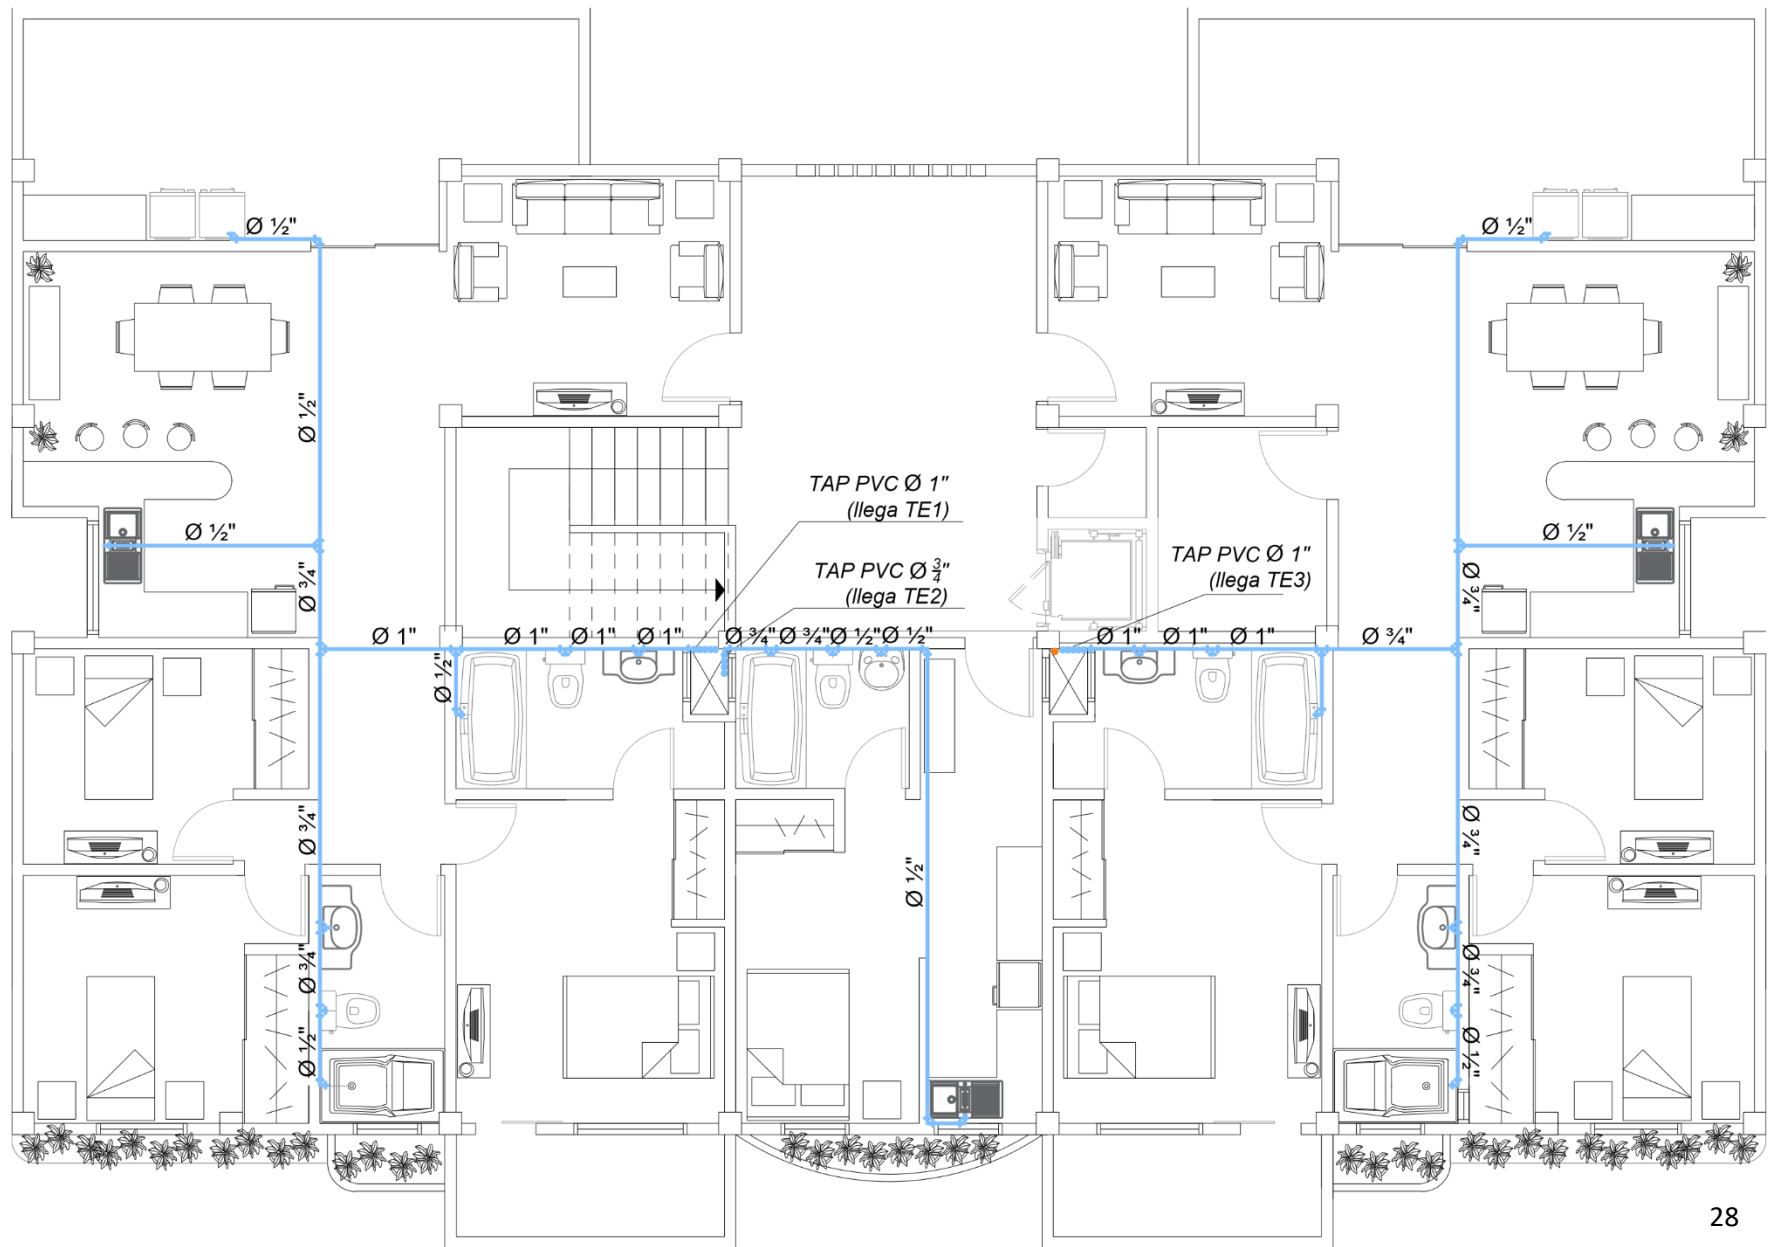 Ø ½"
Ø ½"
Ø ½"
TAP PVC Ø 1"
(llega TE1)
Ø ½"
Ø ½"
TAP PVC Ø 1"
(llega TE3)
TAP PVC Ø 3/4"
(llega TE2)
Ø ¾"
Ø ¾"
Ø 1"
Ø 1"
Ø 1"
Ø 1"
Ø ¾"
Ø ¾"
Ø ½"
Ø ½"
Ø 1"
Ø 1"
Ø 1"
Ø ¾"
Ø ½"
Ø ¾"
Ø ¾"
Ø ½"
Ø ¾"
Ø ¾"
Ø ½"
Ø ½"
28